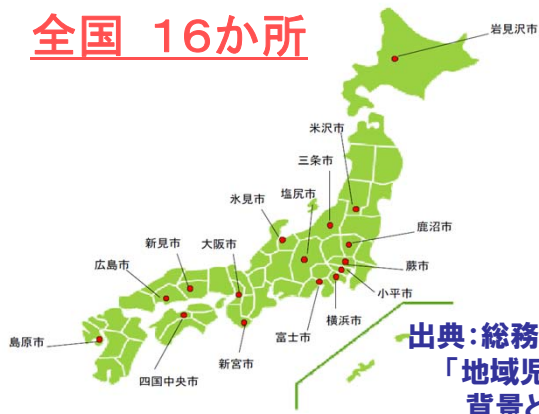 全国 16か所
岩見沢市
米沢市
三条市
塩尻市
氷見市
鹿沼市
新見市
大阪市
広島市
蕨市
小平市
横浜市
富士市
島原市
新宮市
四国中央市
出典:総務
「地域児
背景と